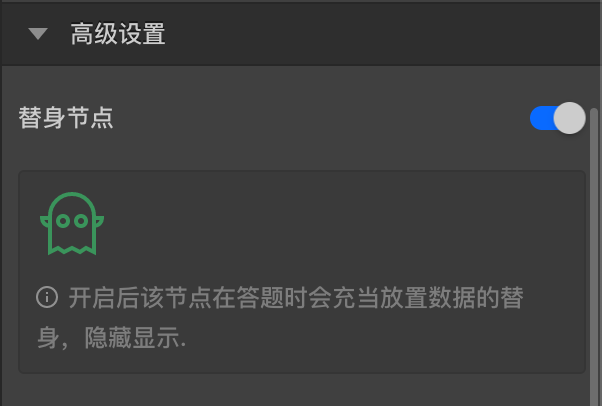 高级设置
替身节点
开启后该节点在答题时会充当放置数据的替
身，隐藏显示.